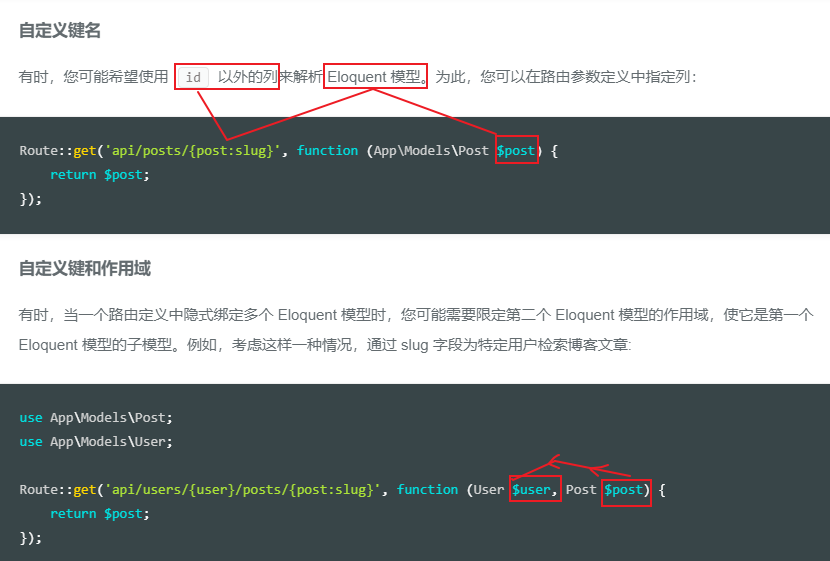 自定义键名
有时，您可能希望使用 id 以外的列来解析 Eloquent 模型。为此，您可以在路由参数定义中指定列：
Route::get('api/posts/{post:slug}', function (App\Models\Post $post) {
    return $post;
});
自定义键和作用域
有时，当一个路由定义中隐式绑定多个 Eloquent 模型时，您可能需要限定第二个 Eloquent 模型的作用域，使它是第一个
Eloquent 模型的子模型。例如，考虑这样一种情况，通过 slug 字段为特定用户检索博客文章:
use App\Models\Post;
use App\Models\User;
Route::get('api/users/{user}/posts/{post:slug}', function (User $user, Post $post) {
    return $post;
});